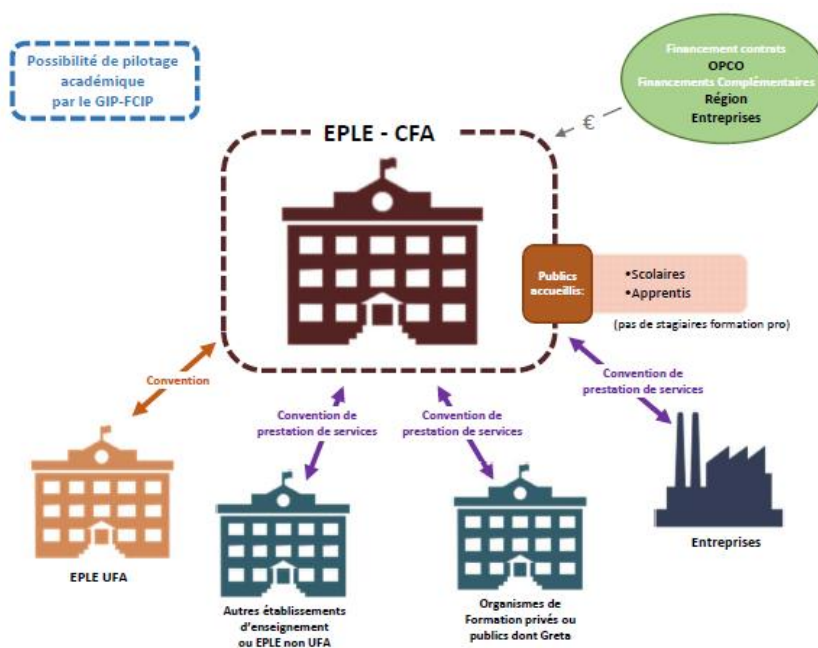 Possibilité de pilotage
académique
par le GIP-FCIP
Financement contrats
OPCO
Financements Complémentaires
Région
Entreprises
€
EPLE - CFA
Publics
accueillis:
•Scolaires
•Apprentis
(pas de stagiaires formation pro)
Convention
Convention de
prestation de services
Convention de
prestation de services
Convention de
prestation de services
EPLE UFA
Autres établissements
d'enseignement
ou EPLE non UFA
Organismes de
Formation privés ou
publics dont Greta
Entreprises